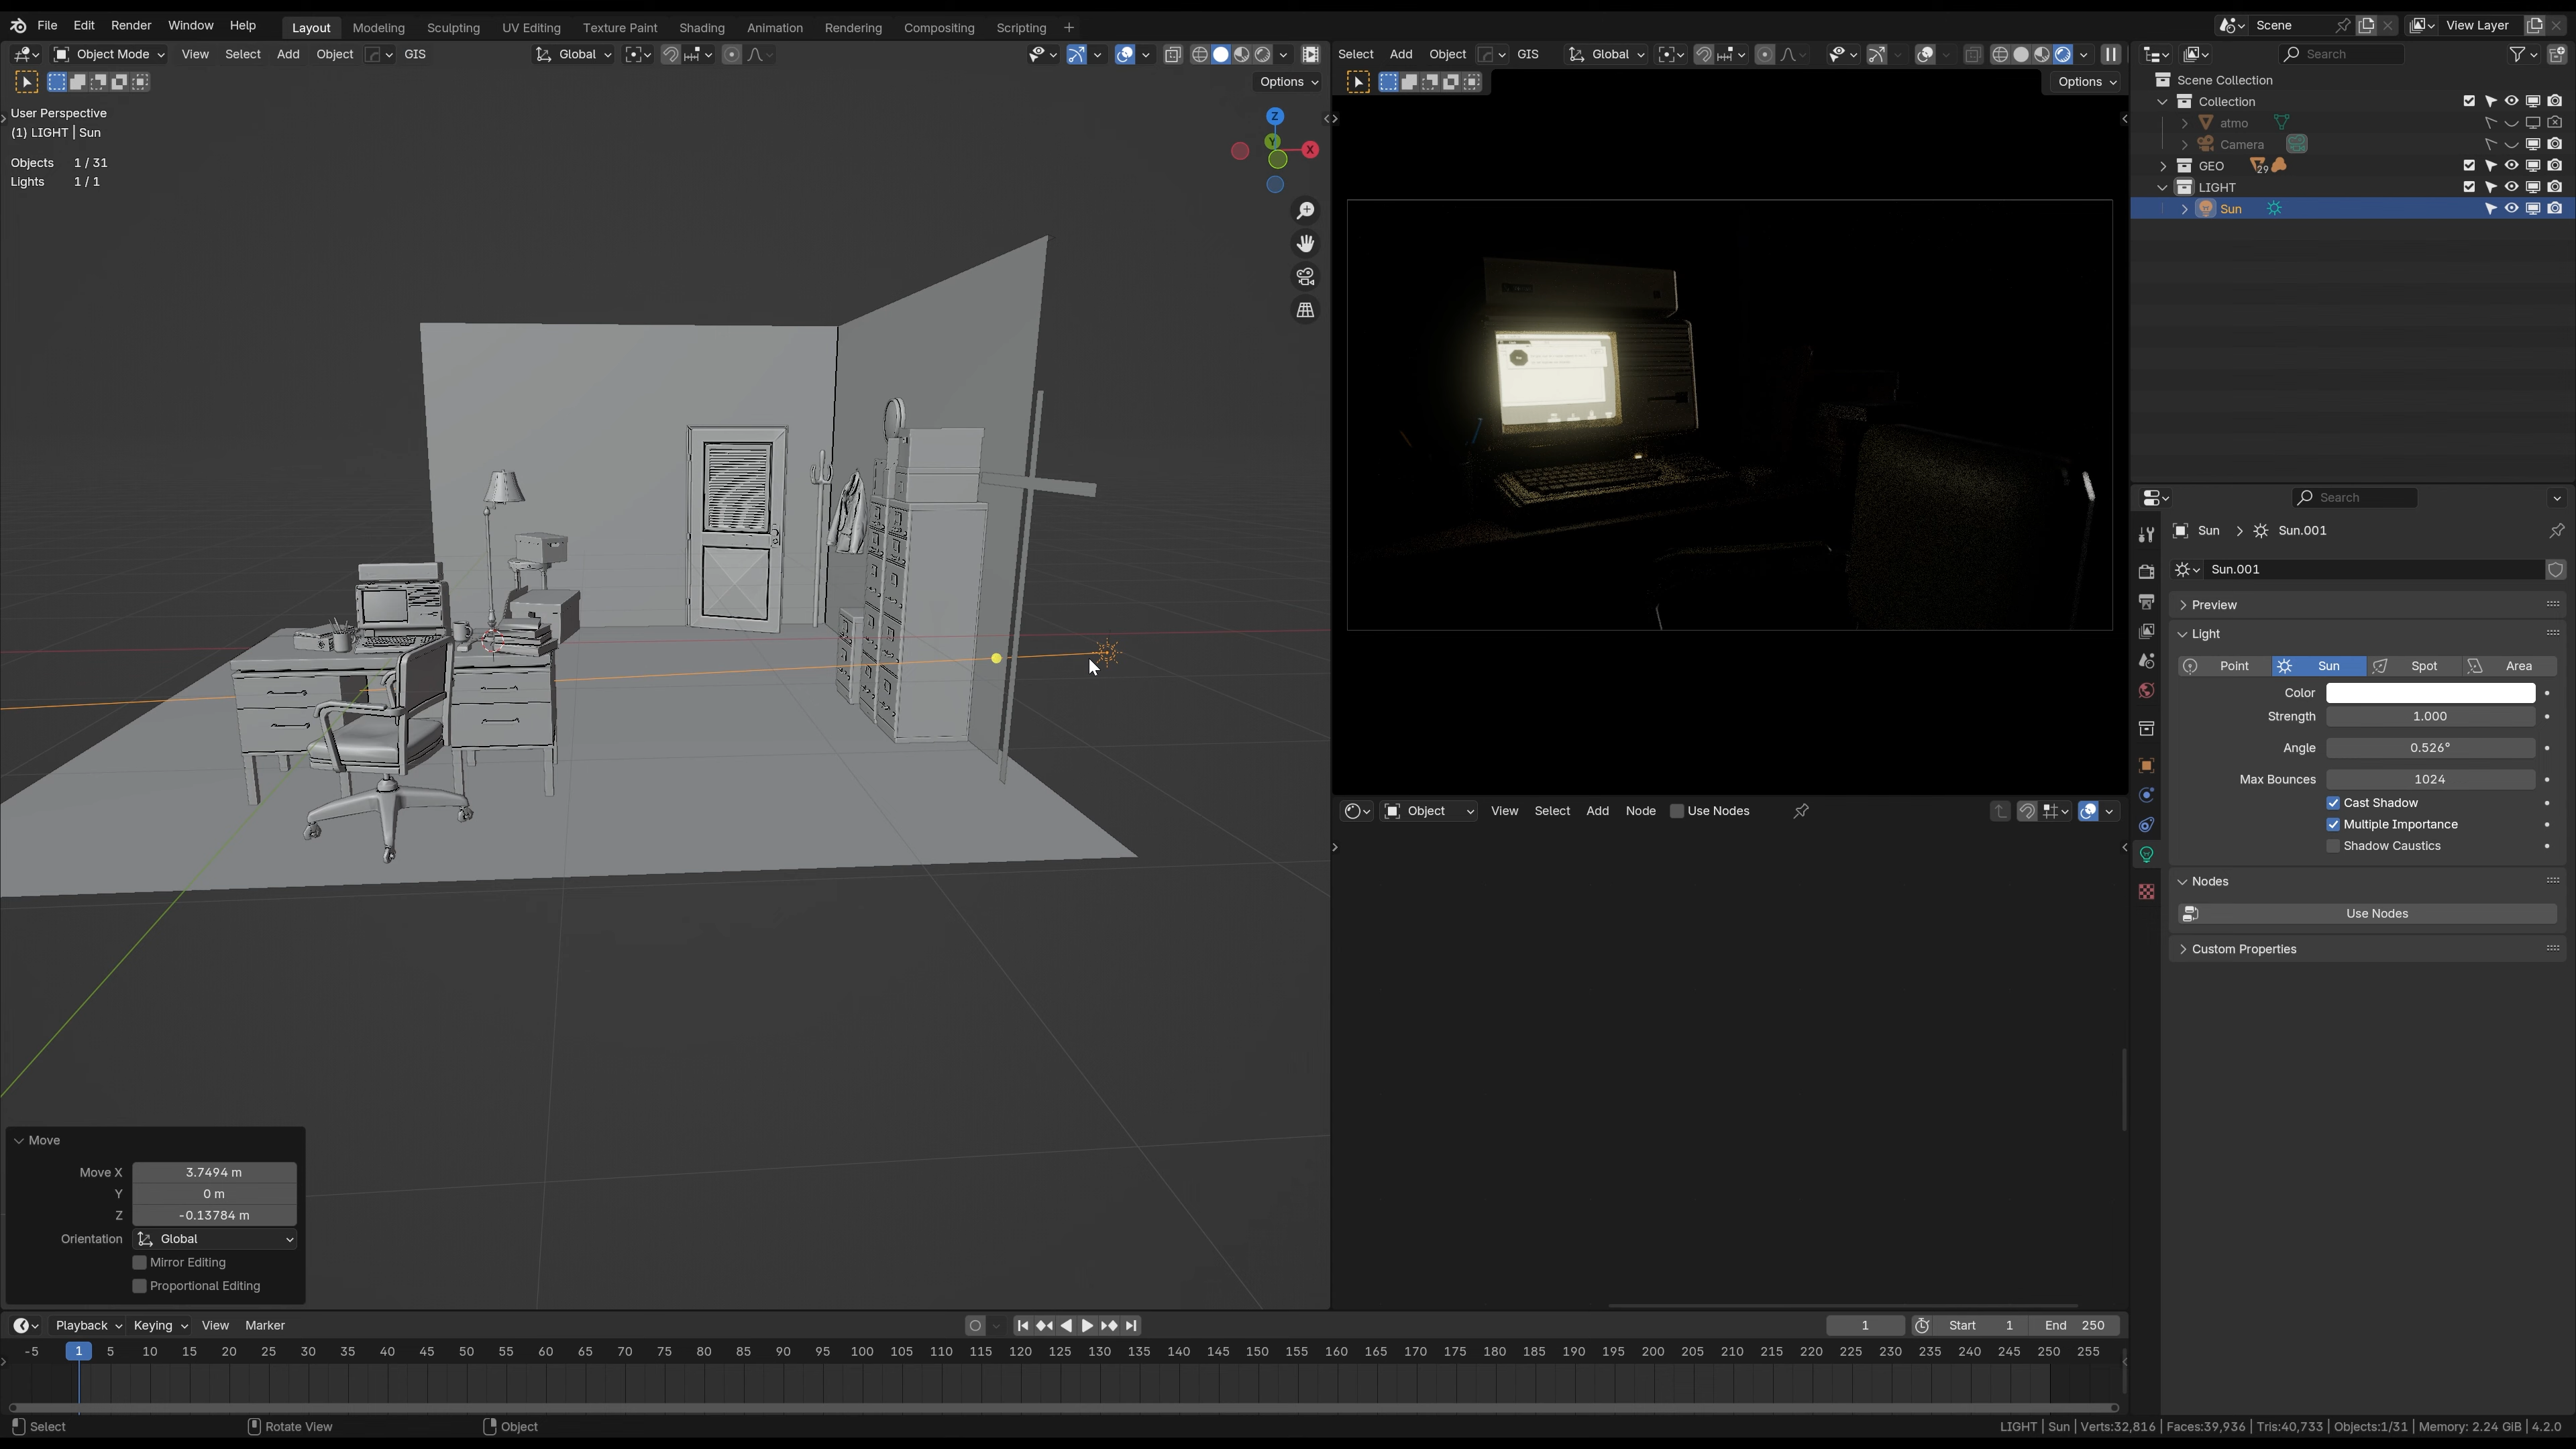 File Edit Render Window Help Layout Modeling Sculpting UV Editing Texture Paint Shading Animation Rendering Compositing Scripting + Scene View Layer
Object Mode View Select Add Object GIS Global
Options
User Perspective
(1) LIGHT | Sun
Objects 1 / 31
Lights 1 / 1
Z
Y
X
Select Add Object GIS Global
Options
Search
Scene Collection
Collection
atmo
Camera
GEO 29
LIGHT
Sun
Search
Sun > Sun.001
Sun.001
Preview
Light
Point Sun Spot Area
Color
Strength 1.000
Angle 0.526°
Max Bounces 1024
Cast Shadow
Multiple Importance
Shadow Caustics
Nodes
Use Nodes
Custom Properties
Object View Select Add Node Use Nodes
Move
Move X 3.7494 m
Y 0 m
Z -0.13784 m
Orientation Global
Mirror Editing
Proportional Editing
Playback Keying View Marker 1 Start 1 End 250
-5 1 5 10 15 20 25 30 35 40 45 50 55 60 65 70 75 80 85 90 95 100 105 110 115 120 125 130 135 140 145 150 155 160 165 170 175 180 185 190 195 200 205 210 215 220 225 230 235 240 245 250 255
Select Rotate View Object LIGHT | Sun | Verts:32,816 | Faces:39,936 | Tris:40,733 | Objects:1/31 | Memory: 2.24 GiB | 4.2.0